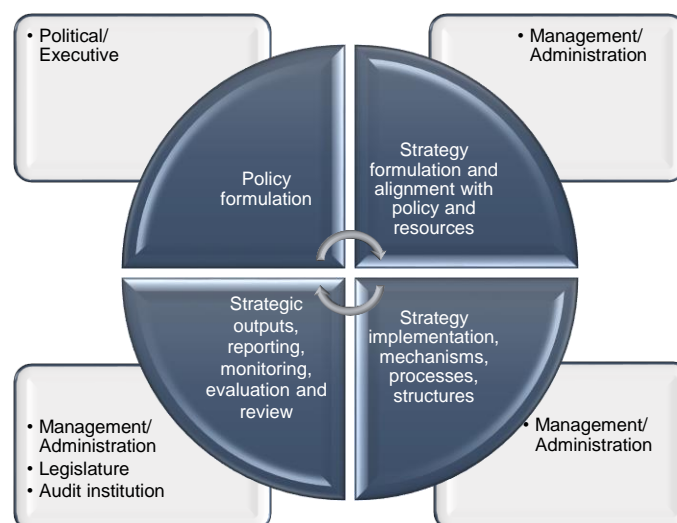 • Political/
Executive
• Management/
Administration
Policy
formulation
Strategy
formulation and
alignment with
policy and
resources
Strategic
outputs,
reporting,
monitoring,
evaluation and
review
Strategy
implementation,
mechanisms,
processes,
structures
• Management/
Administration
• Legislature
• Audit institution
• Management/
Administration